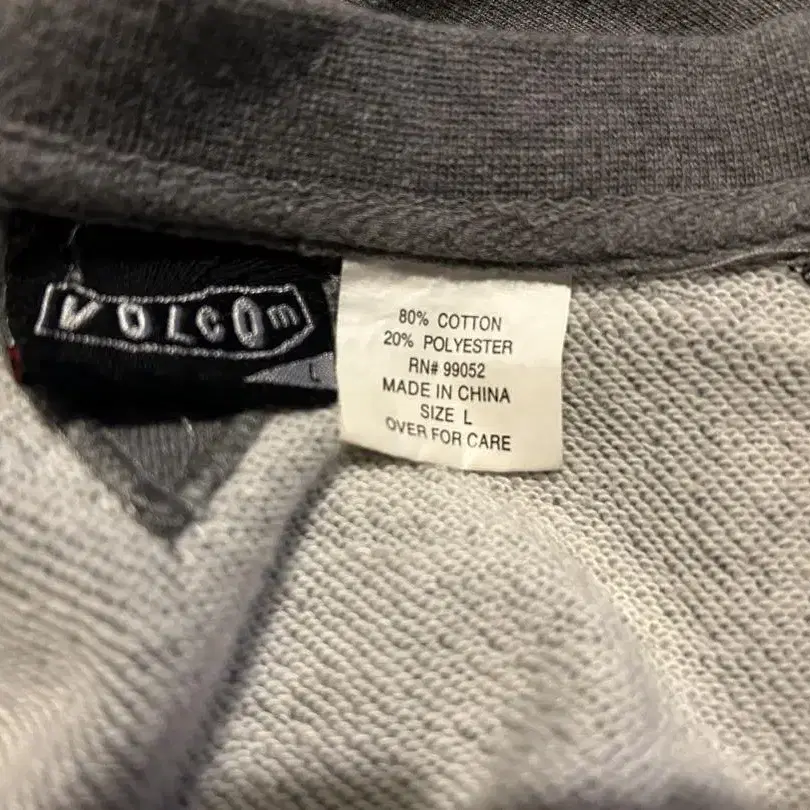 VOLCOm
L
80% COTTON
20% POLYESTER
RN# 99052
MADE IN CHINA
SIZE L
OVER FOR CARE